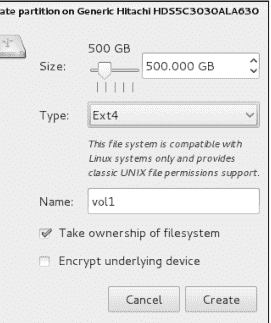 ate partition on Generic Hitachi HDS5C3030ALA630
500 GB
Size: 500.000 GB
Type: Ext4
This file system is compatible with
Linux systems only and provides
classic UNIX file permissions support.
Name: vol1
Take ownership of filesystem
Encrypt underlying device
Cancel Create